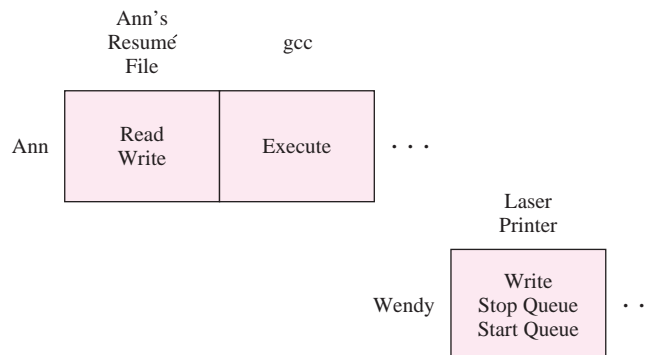 Ann's
Resumé
File
gcc
Ann
Read
Write
Execute
. . .
Laser
Printer
Wendy
Write
Stop Queue
Start Queue
. .